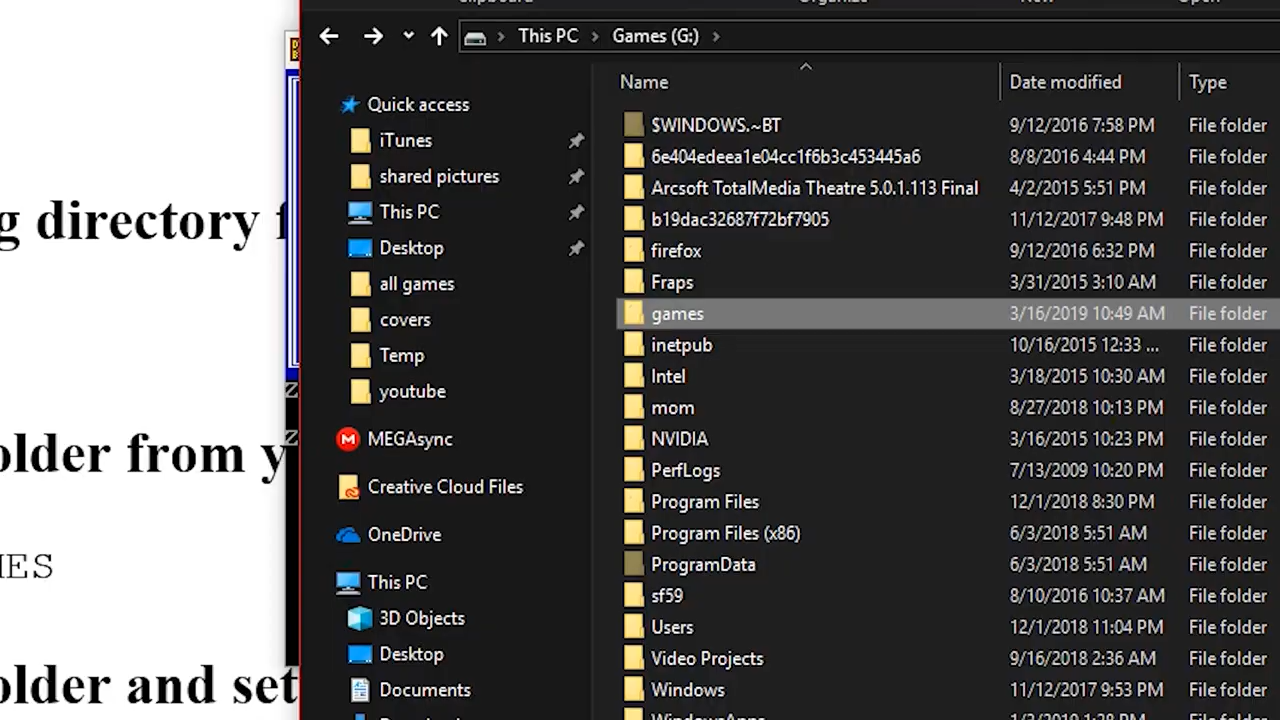 This PC > Games (G:) >
Name Date modified Type
Quick access
iTunes
shared pictures
This PC
Desktop
all games
covers
Temp
youtube
MEGAsync
Creative Cloud Files
OneDrive
This PC
3D Objects
Desktop
Documents
$WINDOWS.~BT 9/12/2016 7:58 PM File folder
6e404edeea1e04cc1f6b3c453445a6 8/8/2016 4:44 PM File folder
Arcsoft TotalMedia Theatre 5.0.1.113 Final 4/2/2015 5:51 PM File folder
b19dac32687f72bf7905 11/12/2017 9:48 PM File folder
firefox 9/12/2016 6:32 PM File folder
Fraps 3/31/2015 3:10 AM File folder
games 3/16/2019 10:49 AM File folder
inetpub 10/16/2015 12:33 ... File folder
Intel 3/18/2015 10:30 AM File folder
mom 8/27/2018 10:13 PM File folder
NVIDIA 3/16/2015 10:23 PM File folder
PerfLogs 7/13/2009 10:20 PM File folder
Program Files 12/1/2018 8:30 PM File folder
Program Files (x86) 6/3/2018 5:51 AM File folder
ProgramData 6/3/2018 5:51 AM File folder
sf59 8/10/2016 10:37 AM File folder
Users 12/1/2018 11:04 PM File folder
Video Projects 9/16/2018 2:36 AM File folder
Windows 11/12/2017 9:53 PM File folder
g directory f
older from y
MES
older and set
Z
Z